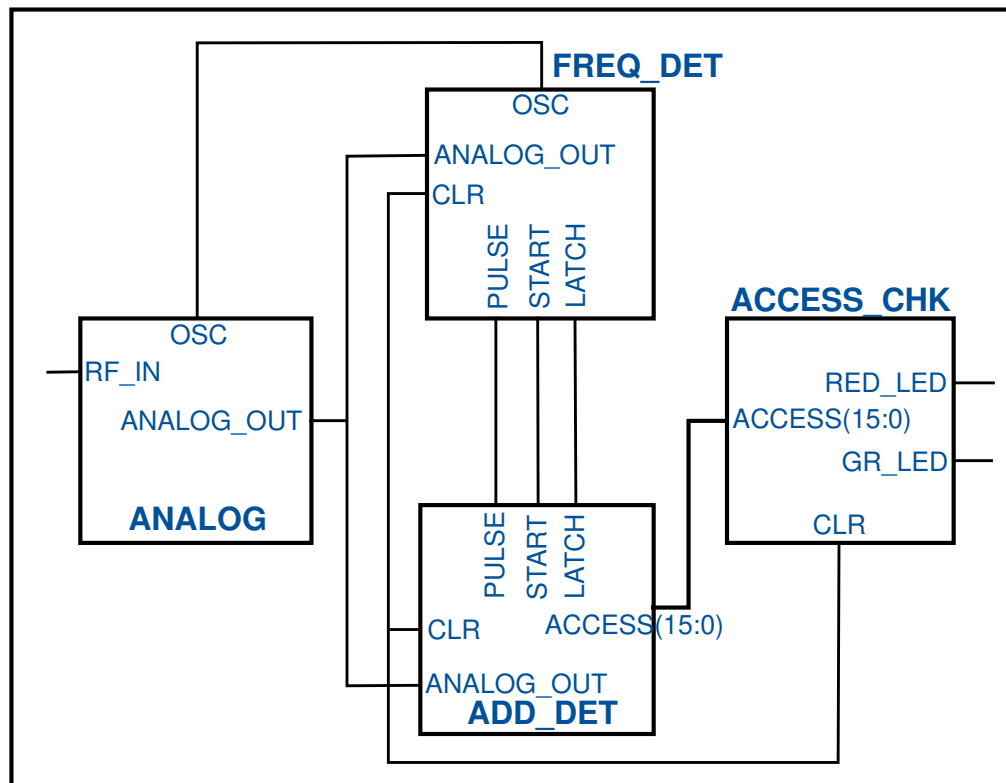 FREQ_DET
OSC
ANALOG_OUT
CLR
PULSE
START
LATCH
OSC
RF_IN
ANALOG_OUT
ANALOG
ACCESS_CHK
RED_LED
ACCESS(15:0)
GR_LED
CLR
PULSE
START
LATCH
CLR
ACCESS(15:0)
ANALOG_OUT
ADD_DET